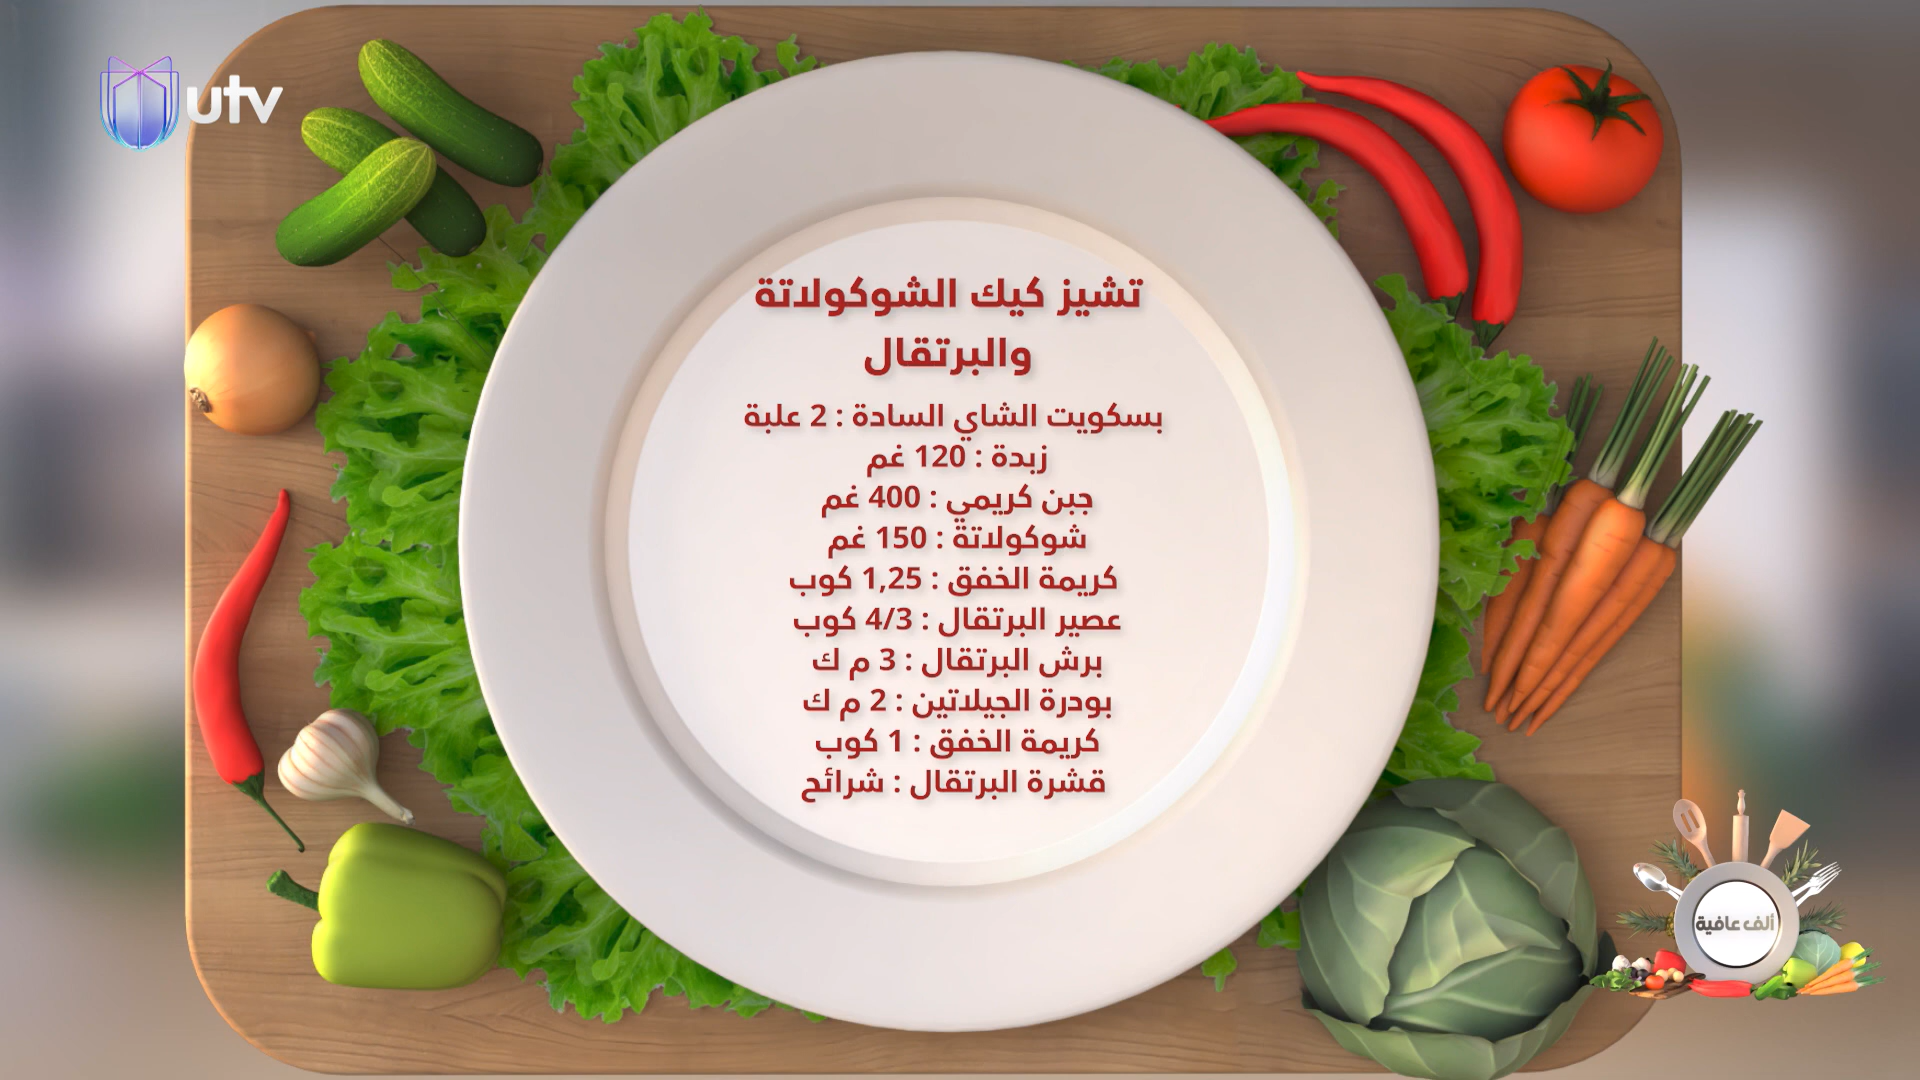 utv
تشيز كيك الشوكولاتة
والبرتقال
بسكويت الشاي السادة : 2 علبة
زبدة : 120 غم
جبن كريمي : 400 غم
شوكولاتة : 150 غم
كريمة الخفق : 1,25 كوب
عصير البرتقال : 4/3 كوب
برش البرتقال : 3 م ك
بودرة الجيلاتين : 2 م ك
كريمة الخفق : 1 كوب
قشرة البرتقال : شرائح
ألف عافية